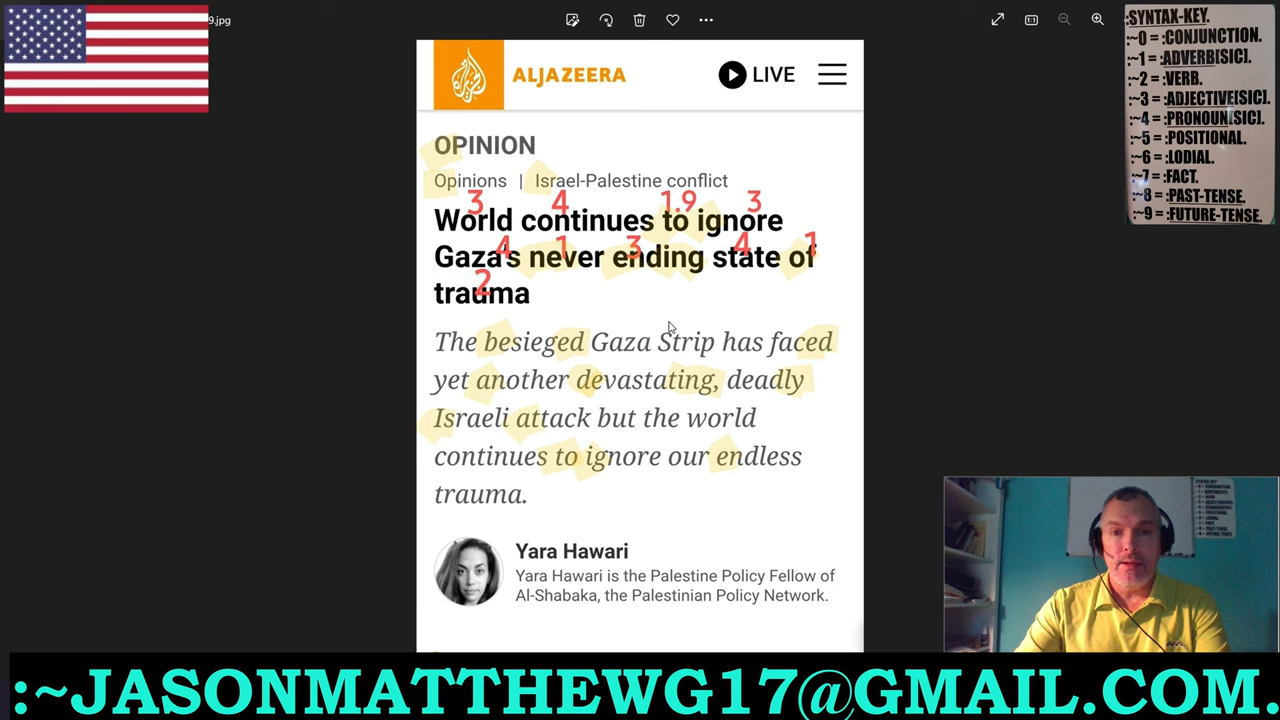 9.jpg
ALJAZEERA
LIVE
OPINION
Opinions | Israel-Palestine conflict
3 4 1.9 3
World continues to ignore
4 1 3 4 1
Gaza's never ending state of
2
trauma
The besieged Gaza Strip has faced
yet another devastating, deadly
Israeli attack but the world
continues to ignore our endless
trauma.
Yara Hawari
Yara Hawari is the Palestine Policy Fellow of
Al-Shabaka, the Palestinian Policy Network.
:SYNTAX-KEY.
:~0 = :CONJUNCTION.
:~1 = :ADVERB[SIC].
:~2 = :VERB.
:~3 = :ADJECTIVE[SIC].
:~4 = :PRONOUN[SIC].
:~5 = :POSITIONAL.
:~6 = :LODIAL.
:~7 = :FACT.
:~8 = :PAST-TENSE.
:~9 = :FUTURE-TENSE.
:~JASONMATTHEWG17@GMAIL.COM.